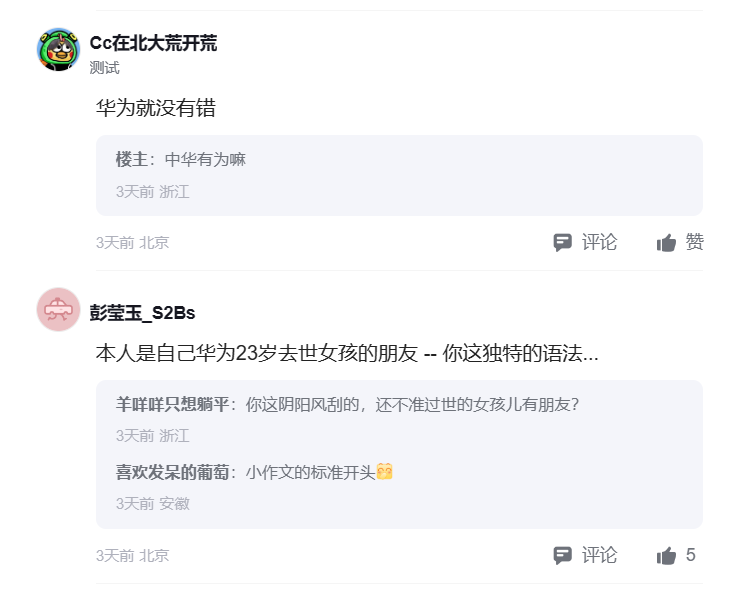 Cc在北大荒开荒
测试
华为就没有错
楼主：中华有为嘛
3天前 浙江
3天前 北京
评论
赞
彭莹玉_S2Bs
本人是自己华为23岁去世女孩的朋友 -- 你这独特的语法...
羊咩咩只想躺平：你这阴阳风刮的，还不准过世的女孩儿有朋友？
3天前 浙江
喜欢发呆的葡萄：小作文的标准开头
3天前 安徽
3天前 北京
评论
5